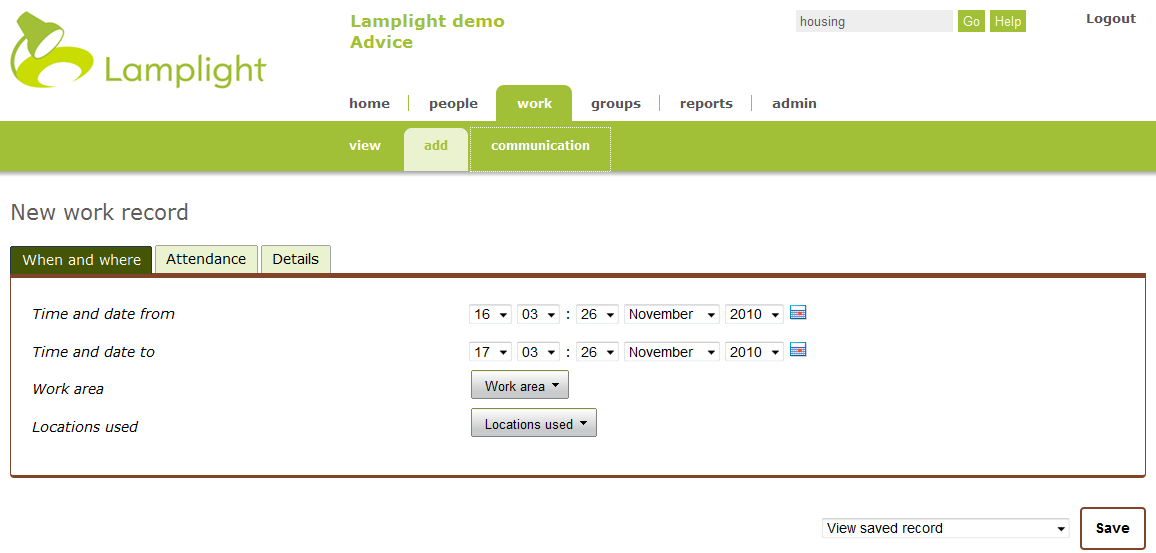 Lamplight
Lamplight demo
Advice
housing Go Help Logout
home people work groups reports admin
view add communication
New work record
When and where Attendance Details
Time and date from 16 03 : 26 November 2010
Time and date to 17 03 : 26 November 2010
Work area Work area
Locations used Locations used
View saved record Save